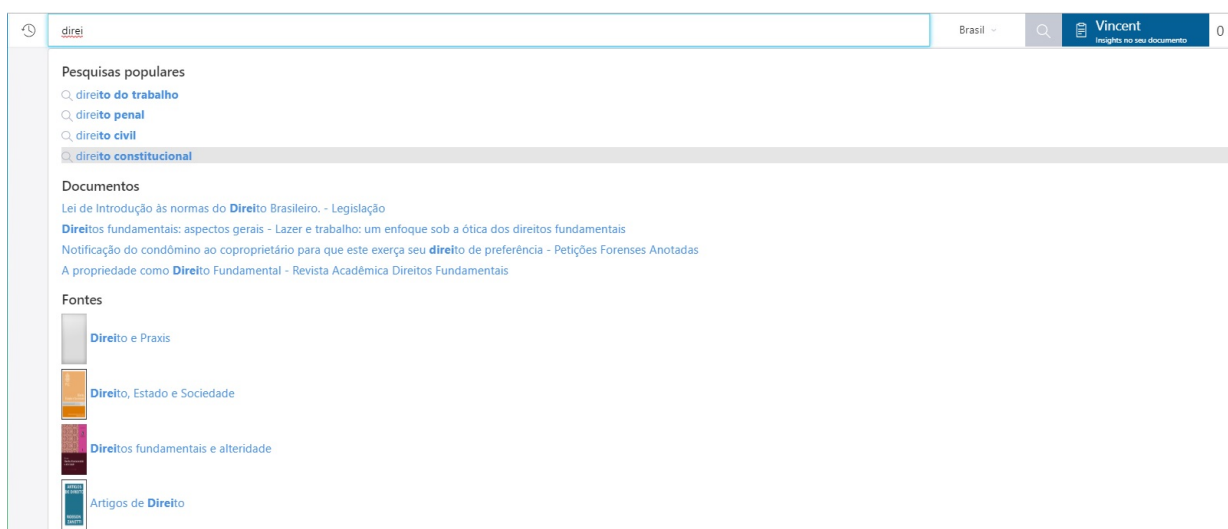 direi
Brasil
Vincent
Insights no seu documento
0
Pesquisas populares
direito do trabalho
direito penal
direito civil
direito constitucional
Documentos
Lei de Introdução às normas do Direito Brasileiro. - Legislação
Direitos fundamentais: aspectos gerais - Lazer e trabalho: um enfoque sob a ótica dos direitos fundamentais
Notificação do condômino ao coproprietário para que este exerça seu direito de preferência - Petições Forenses Anotadas
A propriedade como Direito Fundamental - Revista Acadêmica Direitos Fundamentais
Fontes
Direito e Praxis
Direito, Estado e Sociedade
Direitos fundamentais e alteridade
ARTIGOS
DE DIREITO
Artigos de Direito